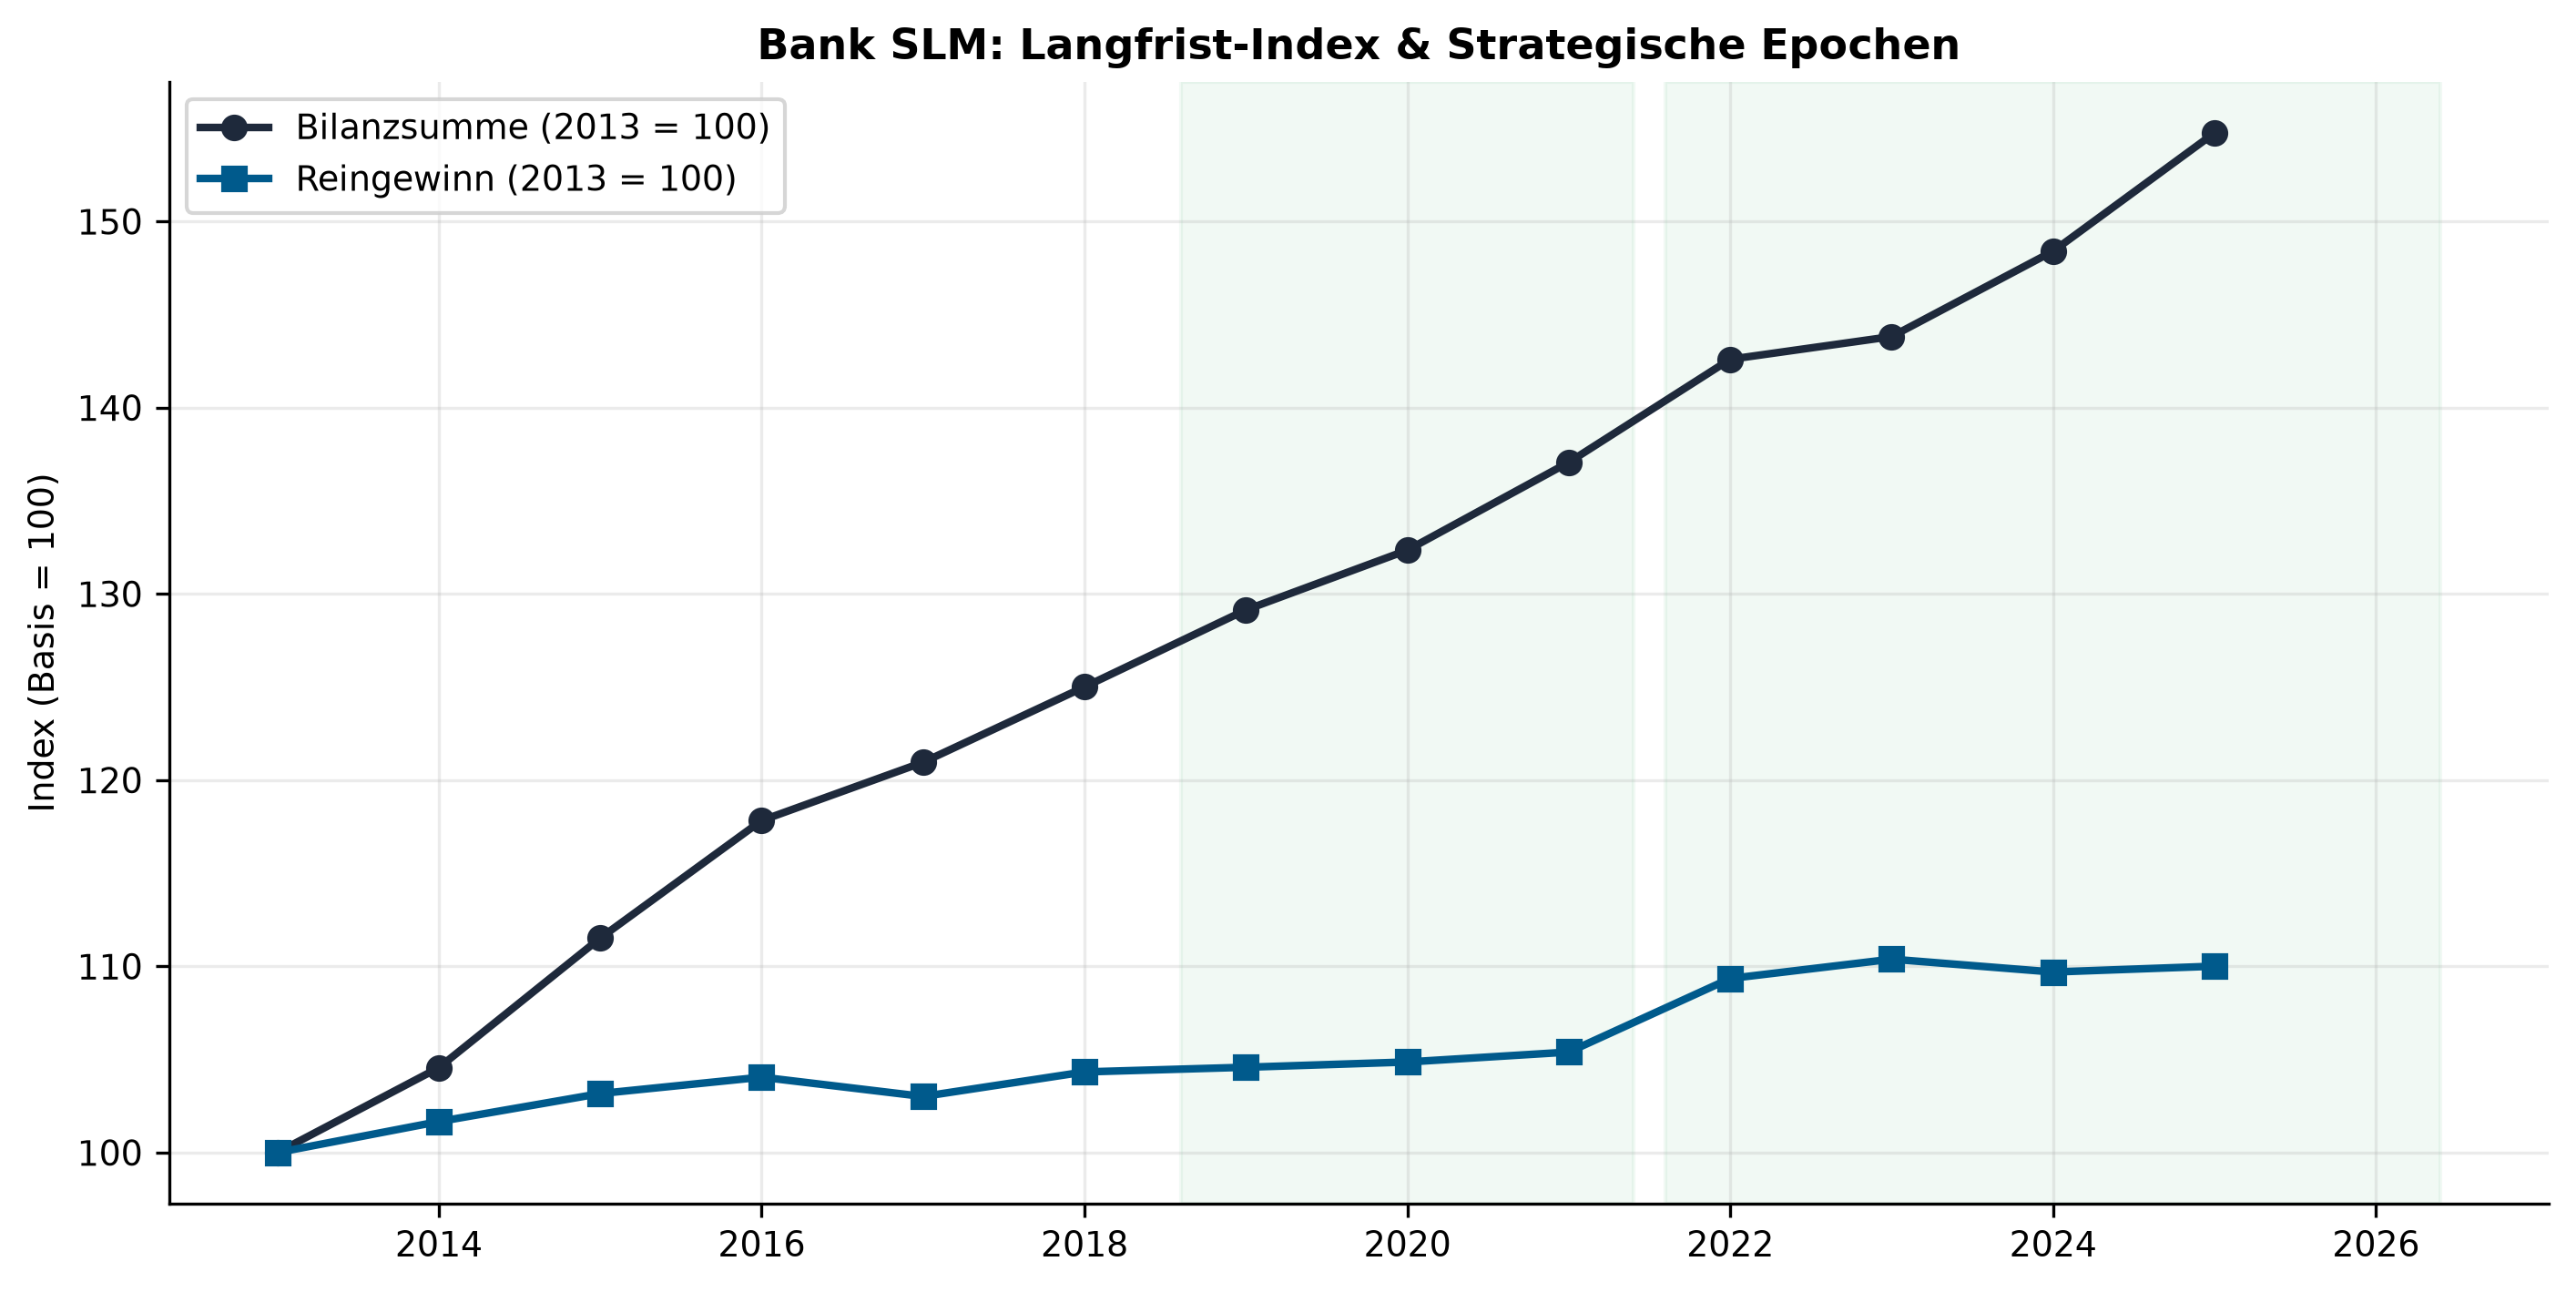 Bank SLM: Langfrist-Index & Strategische Epochen
Bilanzsumme (2013 = 100)
Reingewinn (2013 = 100)
Index (Basis = 100)
150
140
130
120
110
100
2014 2016 2018 2020 2022 2024 2026